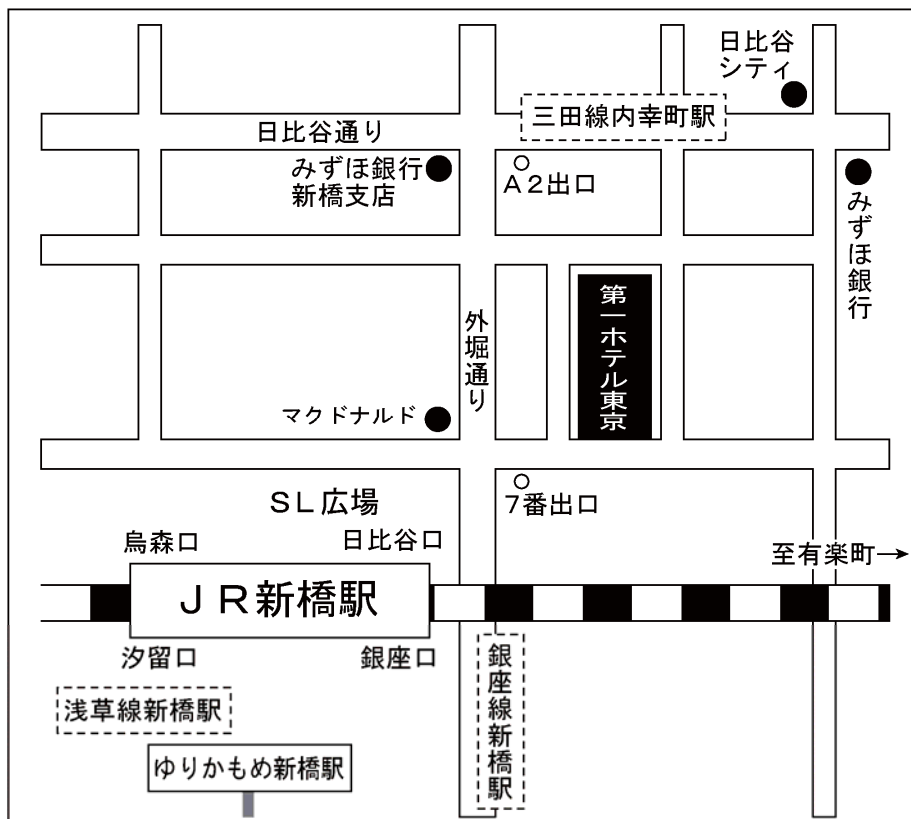 日比谷
シティ
三田線内幸町駅
日比谷通り
みずほ銀行
新橋支店
A2出口
みずほ銀行
外堀通り
第一ホテル東京
マクドナルド
SL広場
7番出口
烏森口
日比谷口
至有楽町→
JR新橋駅
汐留口
銀座口
銀座線新橋駅
浅草線新橋駅
ゆりかもめ新橋駅